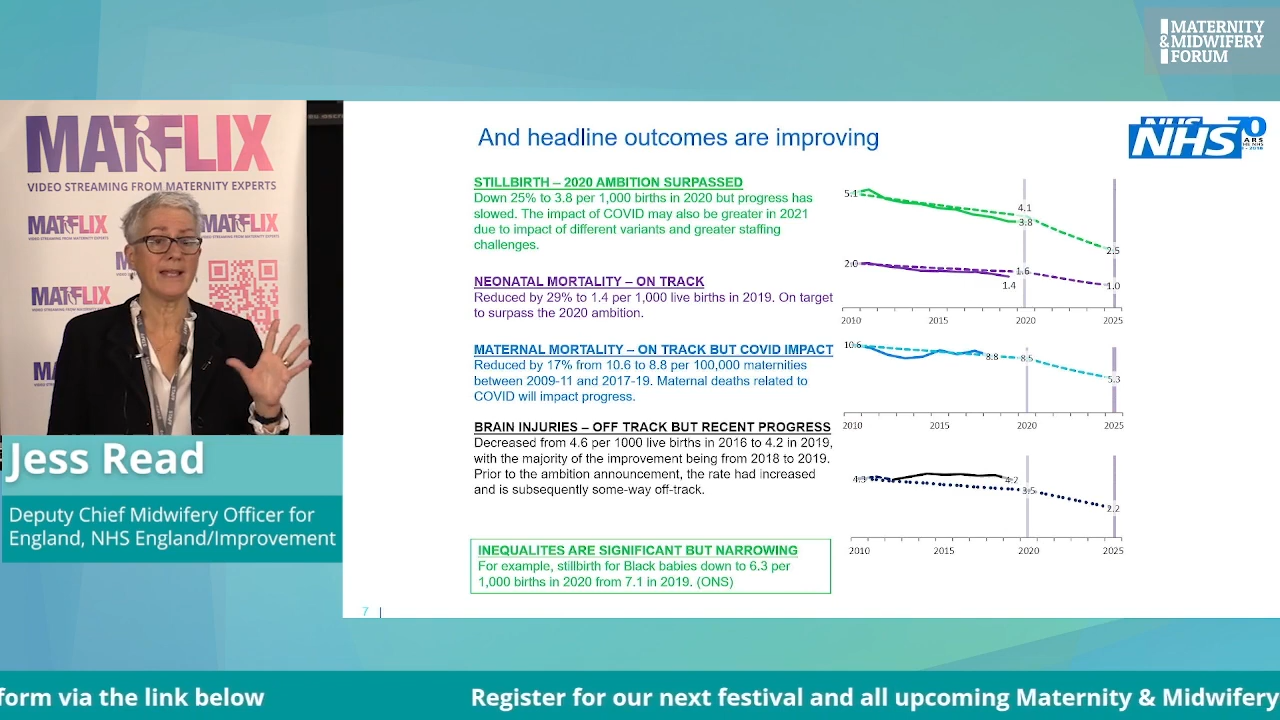 MATERNITY
& MIDWIFERY
FORUM
MATFLIX
VIDEO STREAMING FROM MATERNITY EXPERTS
MATFLIX
VIDEO STREAMING FROM MATERNITY EXPERTS
MATFLIX
MATFLIX
Jess Read
Deputy Chief Midwifery Officer for
England, NHS England/Improvement
And headline outcomes are improving
NHS
NHS
70
STILLBIRTH – 2020 AMBITION SURPASSED
Down 25% to 3.8 per 1,000 births in 2020 but progress has
slowed. The impact of COVID may also be greater in 2021
due to impact of different variants and greater staffing
challenges.
NEONATAL MORTALITY – ON TRACK
Reduced by 29% to 1.4 per 1,000 live births in 2019. On target
to surpass the 2020 ambition.
5.1
4.1
3.8
2.5
2.0
1.6
1.4
1.0
2010 2015 2020 2025
MATERNAL MORTALITY – ON TRACK BUT COVID IMPACT
Reduced by 17% from 10.6 to 8.8 per 100,000 maternities
between 2009-11 and 2017-19. Maternal deaths related to
COVID will impact progress.
10.6
8.8
8.5
5.3
2010 2015 2020 2025
BRAIN INJURIES – OFF TRACK BUT RECENT PROGRESS
Decreased from 4.6 per 1000 live births in 2016 to 4.2 in 2019,
with the majority of the improvement being from 2018 to 2019.
Prior to the ambition announcement, the rate had increased
and is subsequently some-way off-track.
4.3
4.2
3.5
2.2
2010 2015 2020 2025
INEQUALITES ARE SIGNIFICANT BUT NARROWING
For example, stillbirth for Black babies down to 6.3 per
1,000 births in 2020 from 7.1 in 2019. (ONS)
7
form via the link below
Register for our next festival and all upcoming Maternity & Midwifery